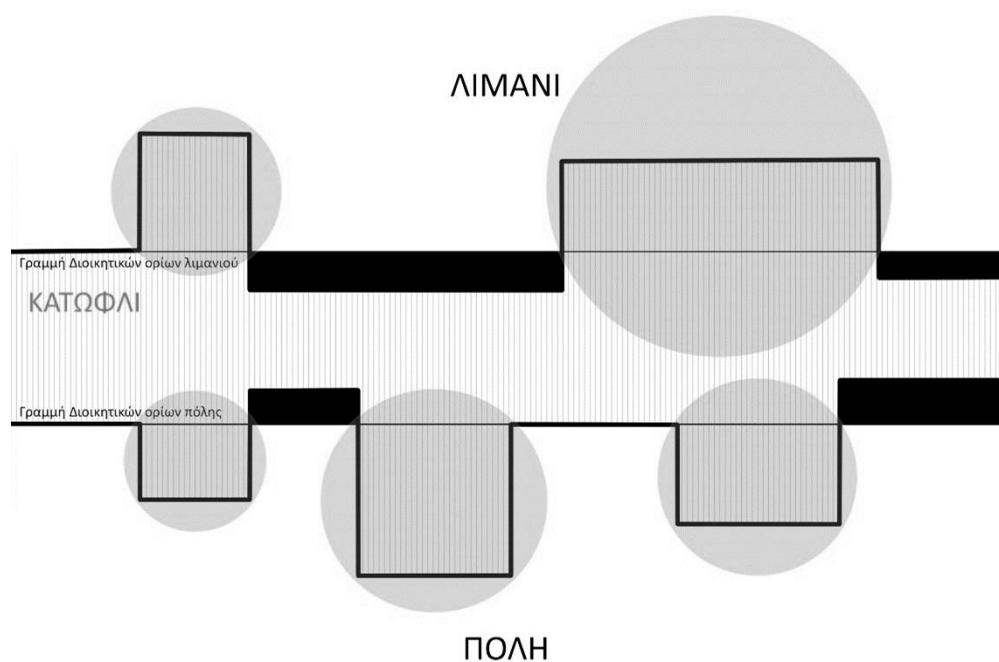 ΛΙΜΑΝΙ
Γραμμή Διοικητικών ορίων λιμανιού
ΚΑΤΩΦΛΙ
Γραμμή Διοικητικών ορίων πόλης
ΠΟΛΗ